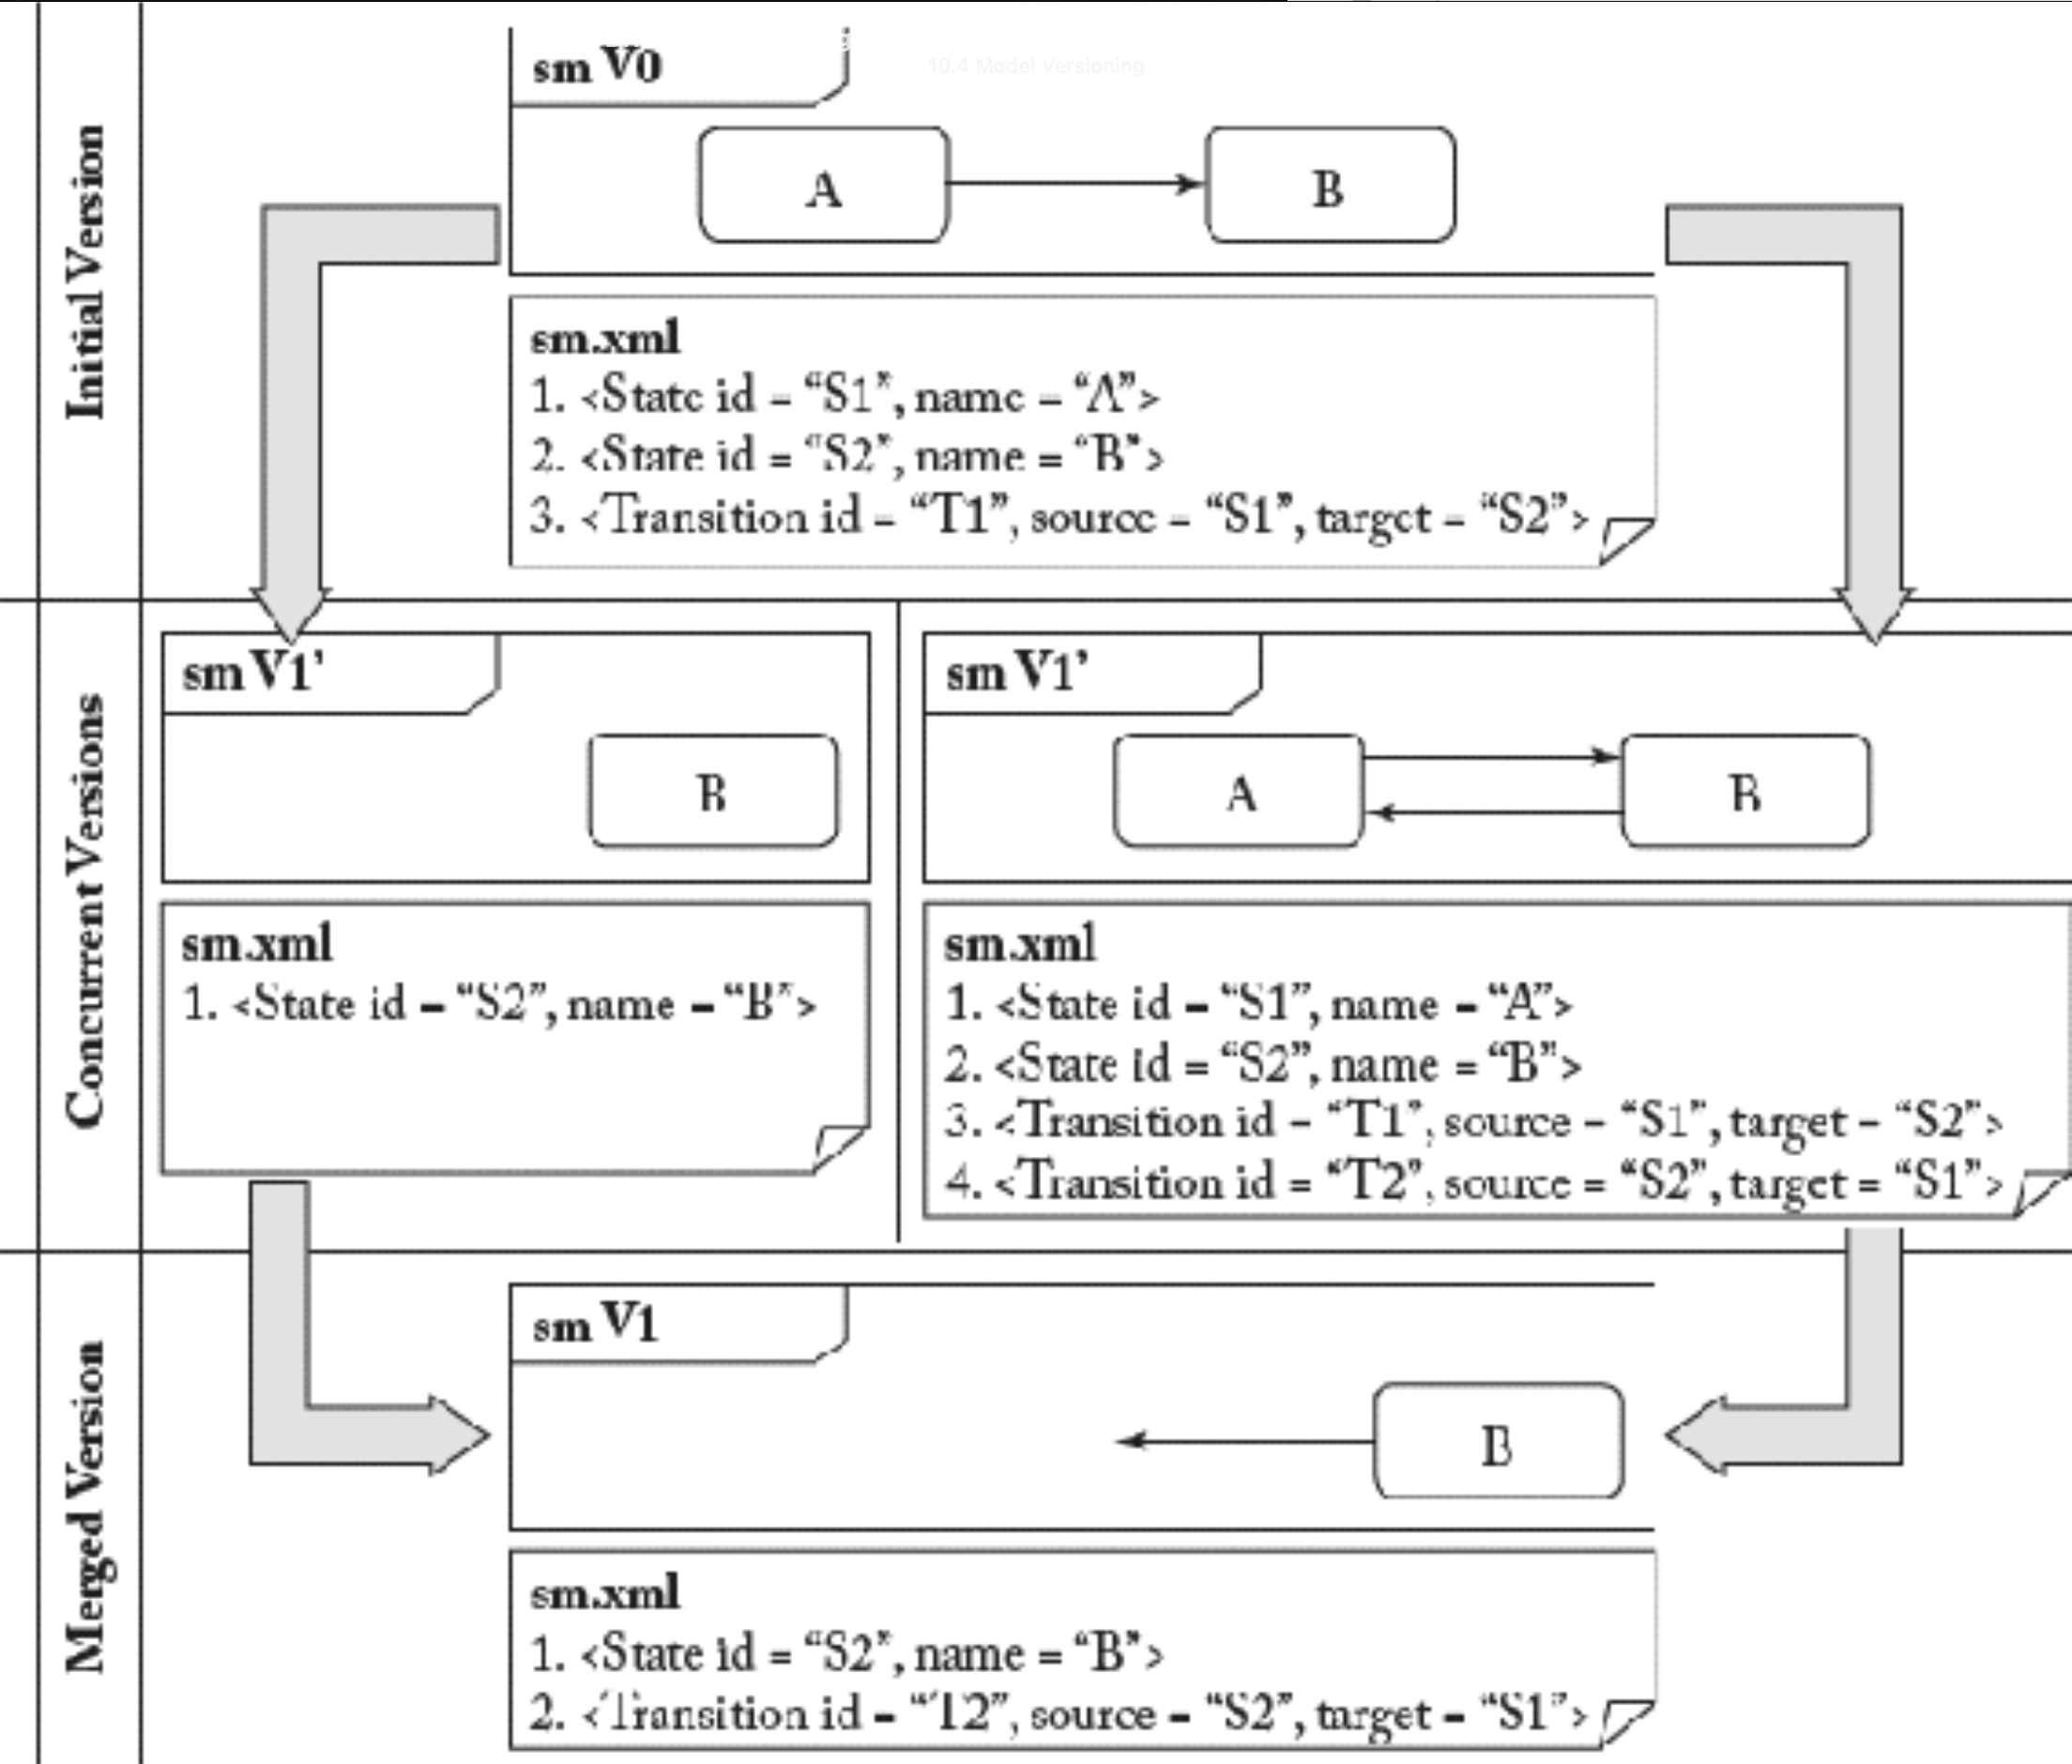 10.4 Model Versioning
Initial Version
sm V0
A
B
sm.xml
1. <State id = “S1”, name = “A”>
2. <State id = “S2”, name = “B”>
3. <Transition id = “T1”, source = “S1”, target = “S2”>
Concurrent Versions
sm V1’
B
sm.xml
1. <State id = “S2”, name = “B”>
sm V1’
A
B
sm.xml
1. <State id = “S1”, name = “A”>
2. <State id = “S2”, name = “B”>
3. <Transition id = “T1”, source = “S1”, target = “S2”>
4. <Transition id = “T2”, source = “S2”, target = “S1”>
Merged Version
sm V1
B
sm.xml
1. <State id = “S2”, name = “B”>
2. <Transition id = “T2”, source = “S2”, target = “S1”>